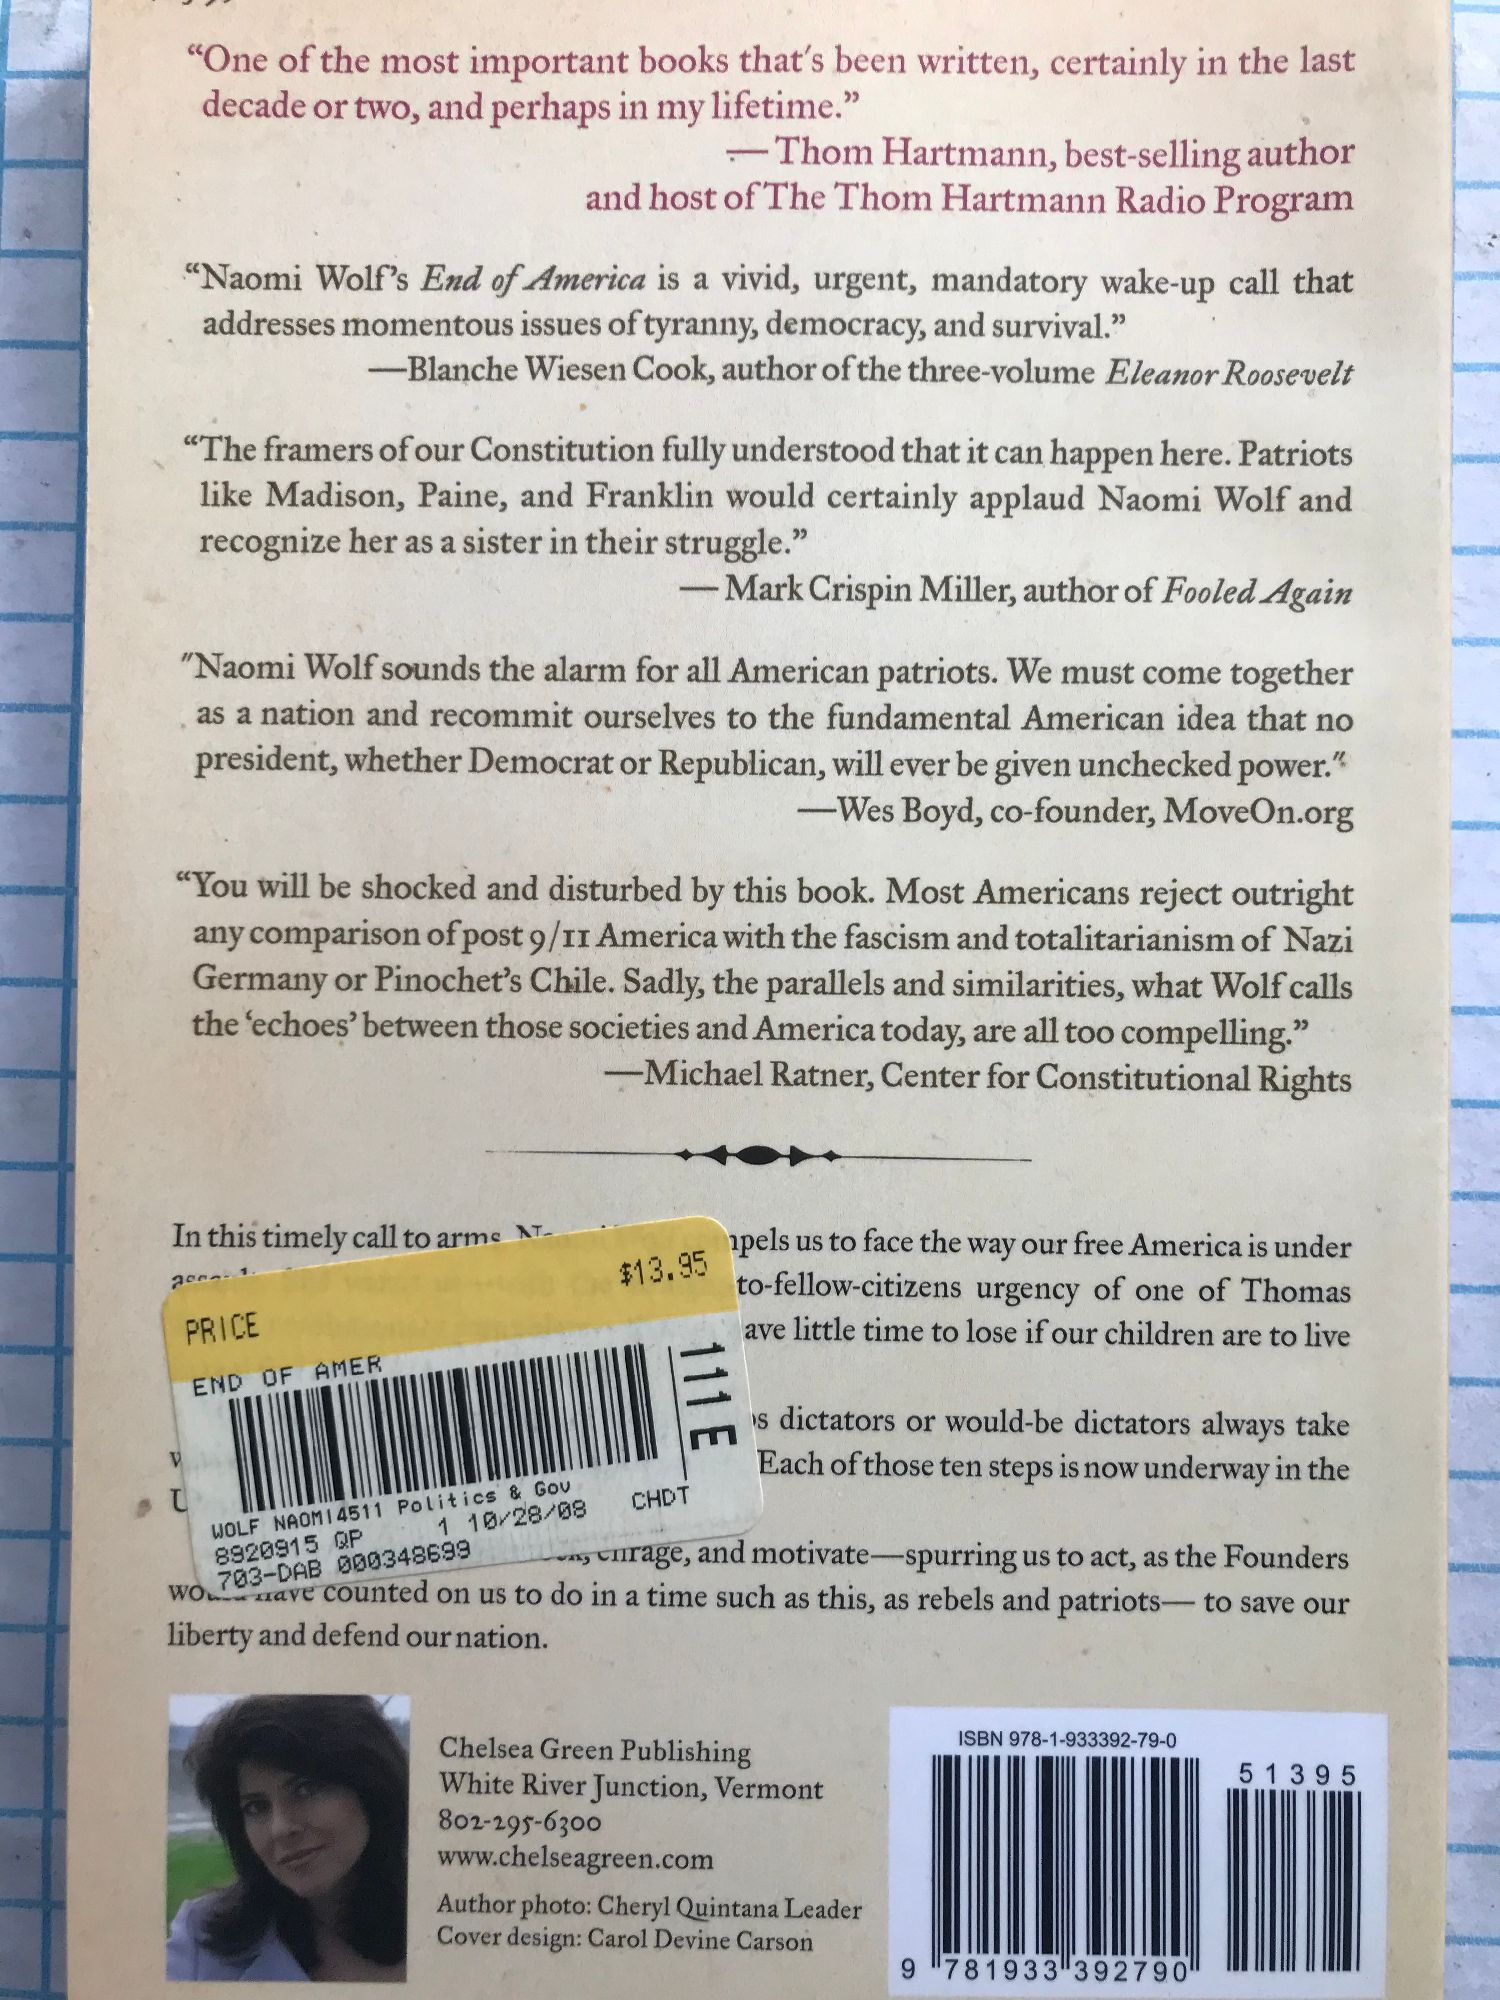 “One of the most important books that's been written, certainly in the last
decade or two, and perhaps in my lifetime.”
— Thom Hartmann, best-selling author
and host of The Thom Hartmann Radio Program
“Naomi Wolf’s End of America is a vivid, urgent, mandatory wake-up call that
addresses momentous issues of tyranny, democracy, and survival.”
—Blanche Wiesen Cook, author of the three-volume Eleanor Roosevelt
“The framers of our Constitution fully understood that it can happen here. Patriots
like Madison, Paine, and Franklin would certainly applaud Naomi Wolf and
recognize her as a sister in their struggle.”
— Mark Crispin Miller, author of Fooled Again
"Naomi Wolf sounds the alarm for all American patriots. We must come together
as a nation and recommit ourselves to the fundamental American idea that no
president, whether Democrat or Republican, will ever be given unchecked power."
—Wes Boyd, co-founder, MoveOn.org
“You will be shocked and disturbed by this book. Most Americans reject outright
any comparison of post 9/11 America with the fascism and totalitarianism of Nazi
Germany or Pinochet’s Chile. Sadly, the parallels and similarities, what Wolf calls
the ‘echoes’ between those societies and America today, are all too compelling.”
—Michael Ratner, Center for Constitutional Rights
In this timely call to arms, us to face the way our free America is under
to-fellow-citizens urgency of one of Thomas
little time to lose if our children are to live
dictators or would-be dictators always take
Each of those ten steps is now underway in the
enrage, and motivate—spurring us to act, as the Founders
would have counted on us to do in a time such as this, as rebels and patriots— to save our
liberty and defend our nation.
$13.95
PRICE
END OF AMER
111E
WOLF NAOMI4511 Politics & Gov
8920915 QP 1 10/28/08 CHDT
703-DAB 000348699
Chelsea Green Publishing
White River Junction, Vermont
802-295-6300
www.chelseagreen.com
Author photo: Cheryl Quintana Leader
Cover design: Carol Devine Carson
ISBN 978-1-933392-79-0
51395
9 781933 392790